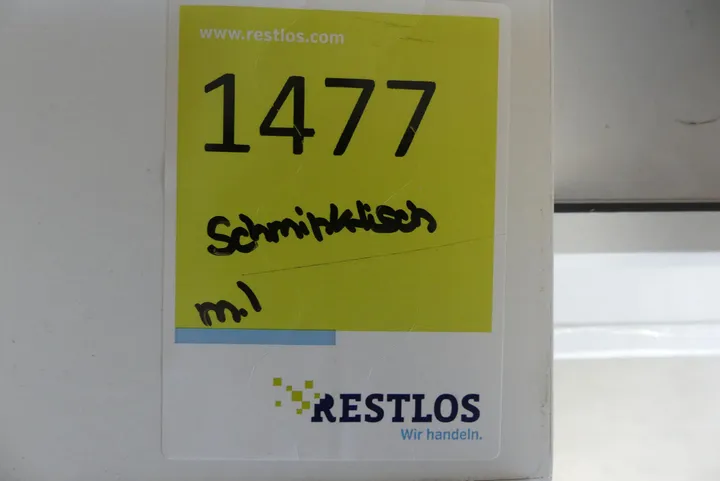 www.restlos.com
1477
Schminktisch
m.l
RESTLOS
Wir handeln.